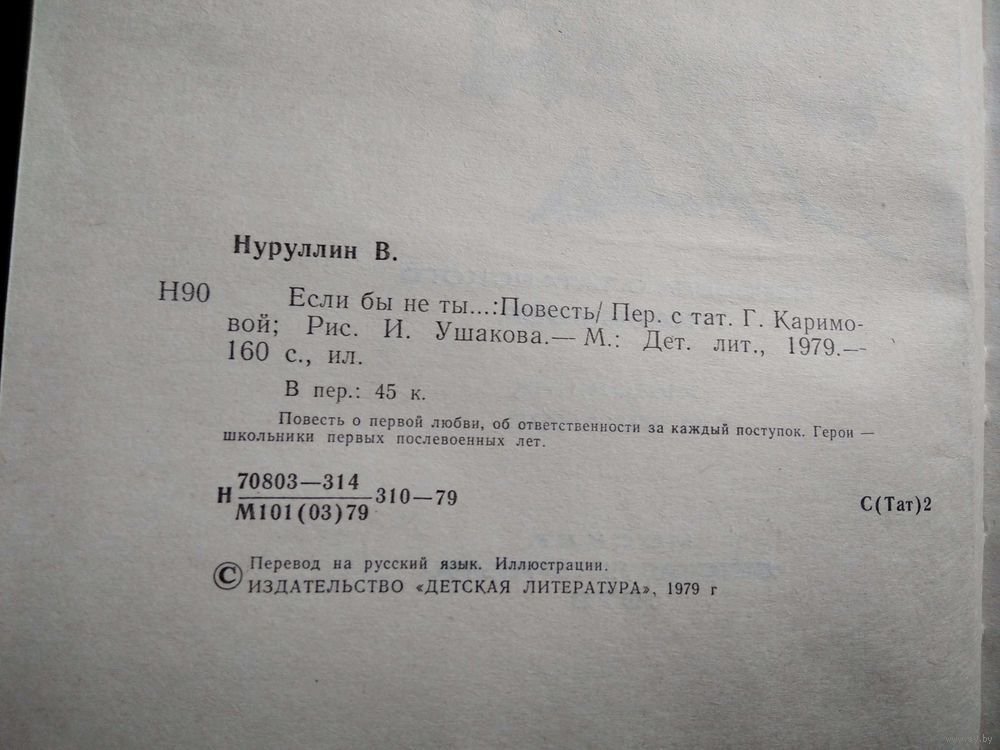 Нуруллин В.
Н90 Если бы не ты...:Повесть/ Пер. с тат. Г. Каримо-
вой; Рис. И. Ушакова.— М.: Дет. лит., 1979.—
160 с., ил.
В пер.: 45 к.
Повесть о первой любви, об ответственности за каждый поступок. Герои —
школьники первых послевоенных лет.
70803—314
Н 310—79
М101(03)79
С(Тат)2
© Перевод на русский язык. Иллюстрации.
ИЗДАТЕЛЬСТВО «ДЕТСКАЯ ЛИТЕРАТУРА», 1979 г